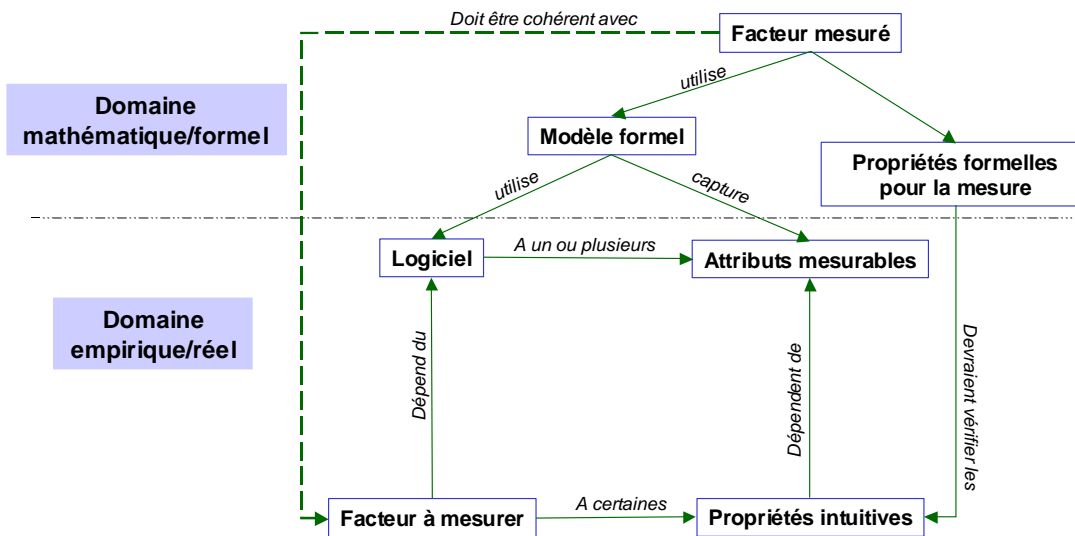 Doit être cohérent avec
Facteur mesuré
utilise
Domaine
mathématique/formel
Modèle formel
Propriétés formelles
pour la mesure
utilise
capture
Logiciel
A un ou plusieurs
Attributs mesurables
Domaine
empirique/réel
Dépend du
Dépendent de
Devraient vérifier les
Facteur à mesurer
A certaines
Propriétés intuitives